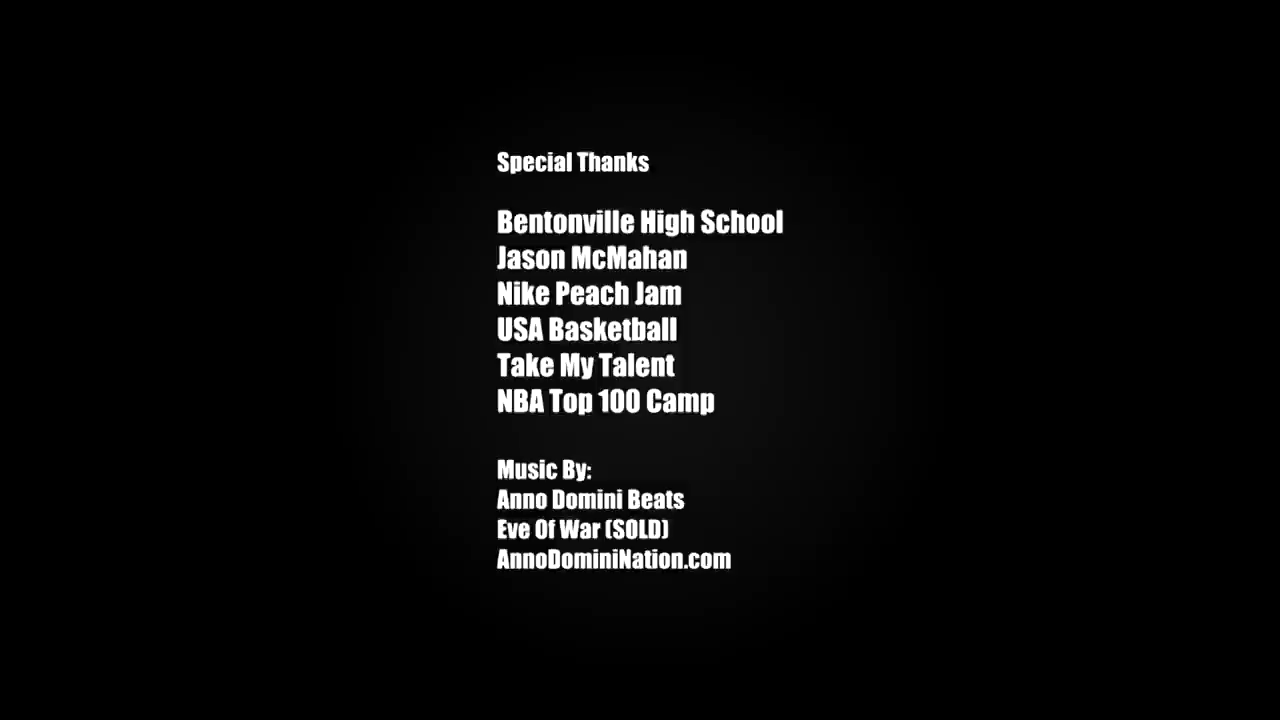 Special Thanks
Bentonville High School
Jason McMahan
Nike Peach Jam
USA Basketball
Take My Talent
NBA Top 100 Camp
Music By:
Anno Domini Beats
Eve Of War (SOLD)
AnnoDominiNation.com